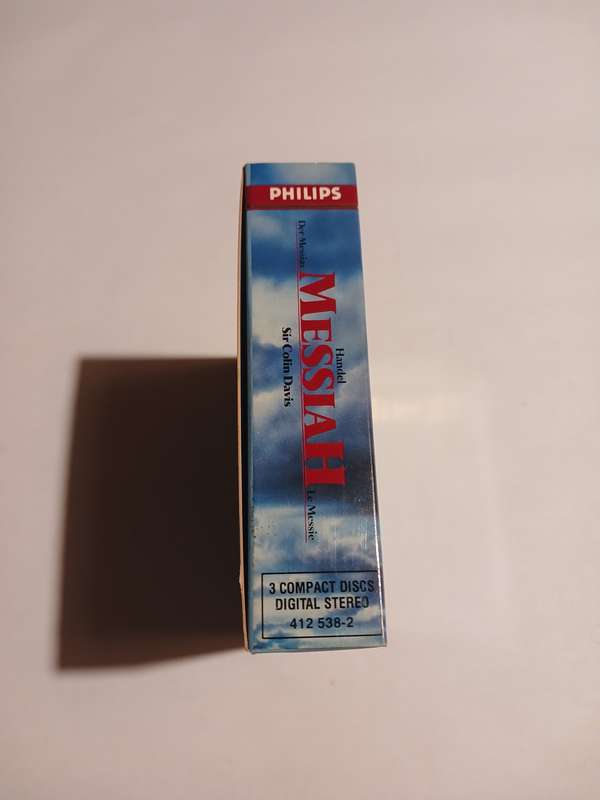 PHILIPS
Handel
Der Messias MESSIAH Le Messie
Sir Colin Davis
3 COMPACT DISCS
DIGITAL STEREO
412 538-2